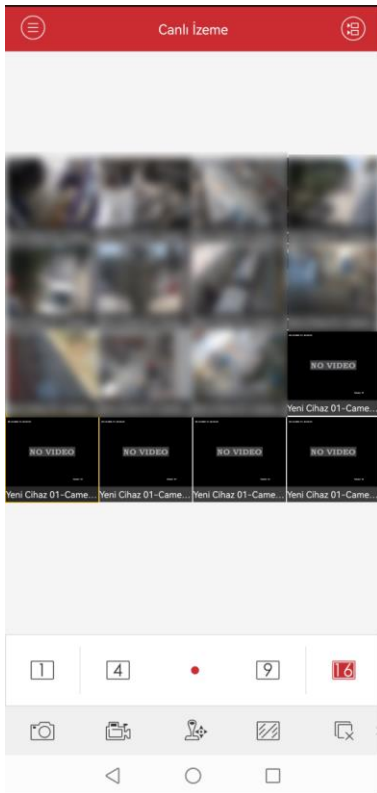 Canlı İzeme
NO VIDEO
Yeni Cihaz 01-Came...
NO VIDEO
NO VIDEO
NO VIDEO
NO VIDEO
Yeni Cihaz 01-Came...
Yeni Cihaz 01-Came...
Yeni Cihaz 01-Came...
Yeni Cihaz 01-Came...
1
4
9
16